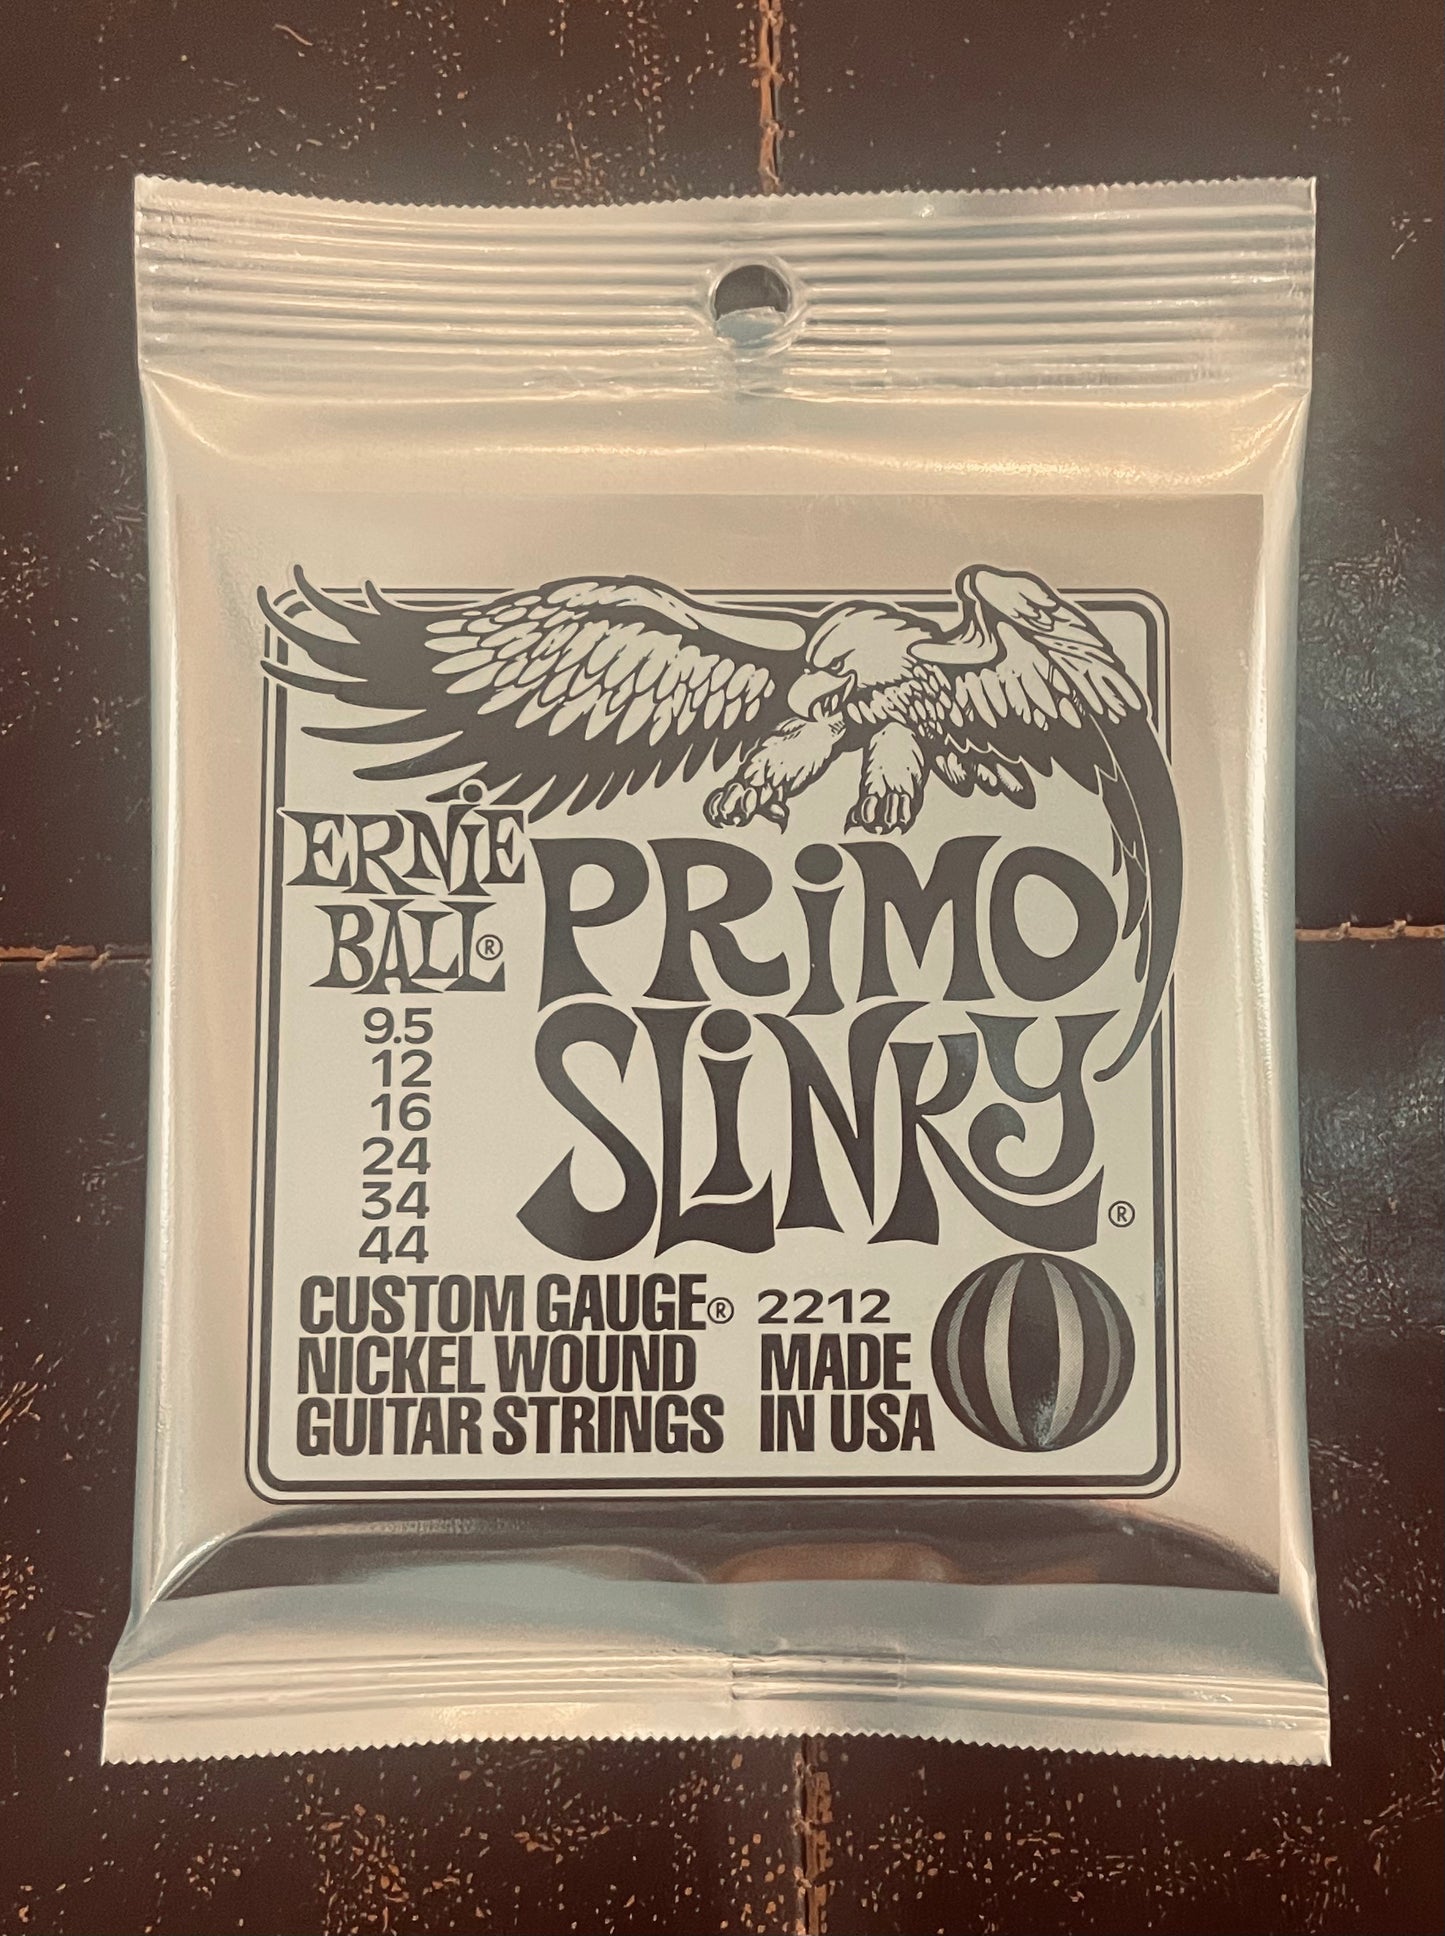 ERNiE
BALL®
PRiMO
SLiNKY®
9.5
12
16
24
34
44
CUSTOM GAUGE®
NICKEL WOUND
GUITAR STRINGS
2212
MADE
IN USA